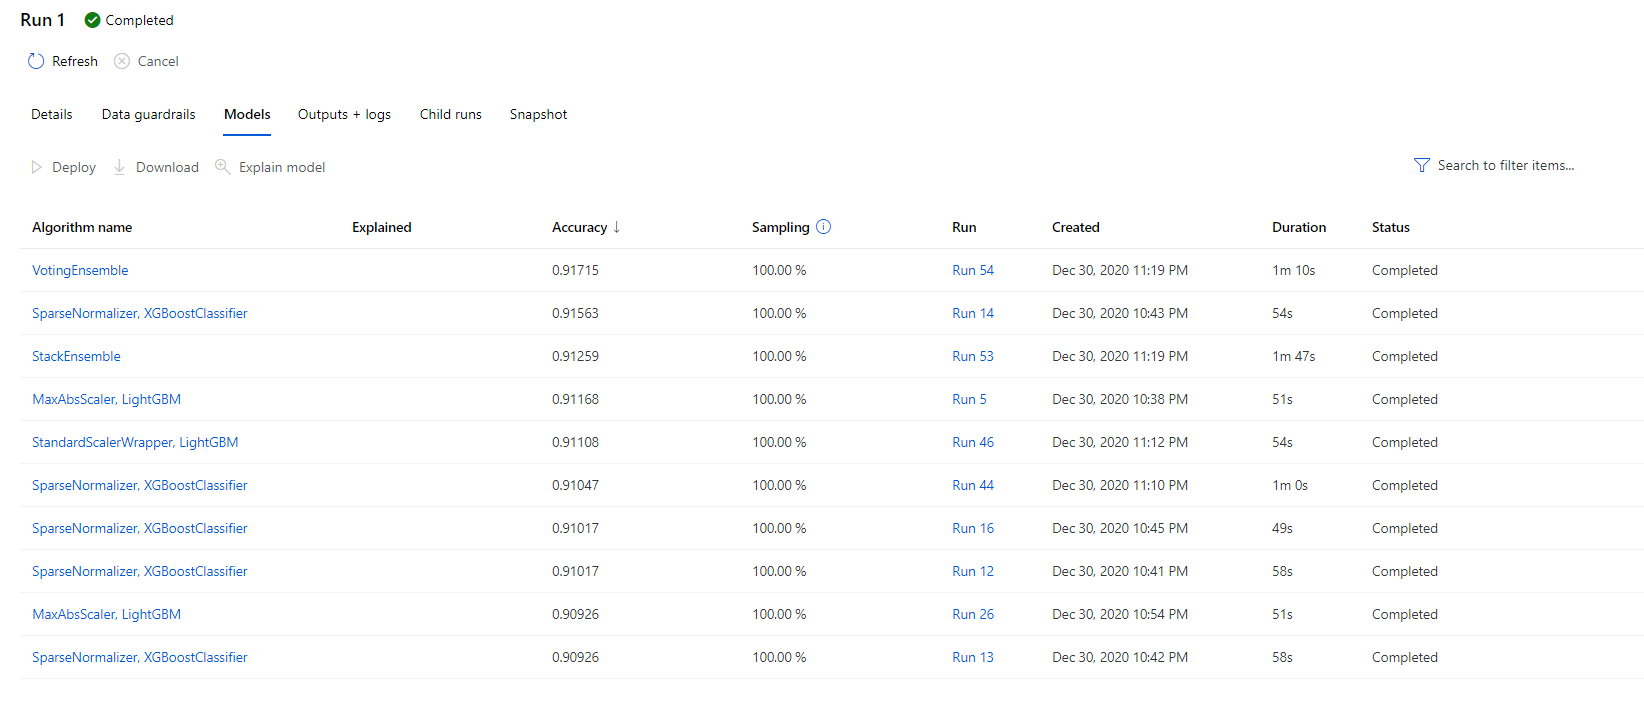 Run 1 Completed
Refresh Cancel
Details Data guardrails Models Outputs + logs Child runs Snapshot
Deploy Download Explain model Search to filter items...
Algorithm name Explained Accuracy ↓ Sampling Run Created Duration Status
VotingEnsemble 0.91715 100.00 % Run 54 Dec 30, 2020 11:19 PM 1m 10s Completed
SparseNormalizer, XGBoostClassifier 0.91563 100.00 % Run 14 Dec 30, 2020 10:43 PM 54s Completed
StackEnsemble 0.91259 100.00 % Run 53 Dec 30, 2020 11:19 PM 1m 47s Completed
MaxAbsScaler, LightGBM 0.91168 100.00 % Run 5 Dec 30, 2020 10:38 PM 51s Completed
StandardScalerWrapper, LightGBM 0.91108 100.00 % Run 46 Dec 30, 2020 11:12 PM 54s Completed
SparseNormalizer, XGBoostClassifier 0.91047 100.00 % Run 44 Dec 30, 2020 11:10 PM 1m 0s Completed
SparseNormalizer, XGBoostClassifier 0.91017 100.00 % Run 16 Dec 30, 2020 10:45 PM 49s Completed
SparseNormalizer, XGBoostClassifier 0.91017 100.00 % Run 12 Dec 30, 2020 10:41 PM 58s Completed
MaxAbsScaler, LightGBM 0.90926 100.00 % Run 26 Dec 30, 2020 10:54 PM 51s Completed
SparseNormalizer, XGBoostClassifier 0.90926 100.00 % Run 13 Dec 30, 2020 10:42 PM 58s Completed